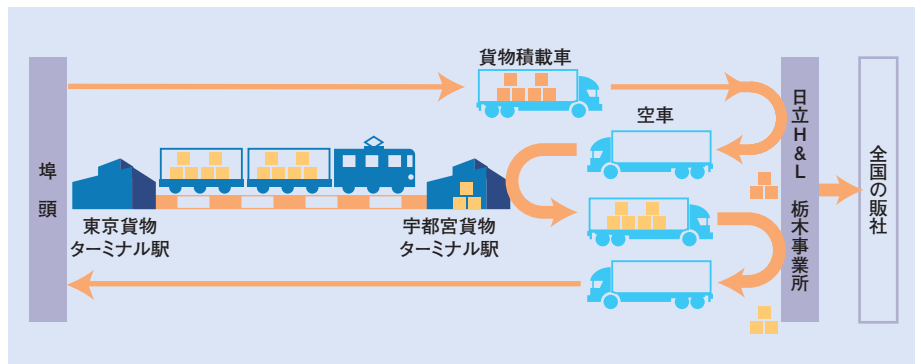 貨物積載車
空車
埠頭
東京貨物
ターミナル駅
宇都宮貨物
ターミナル駅
日立H&L 栃木事業所
全国の販社